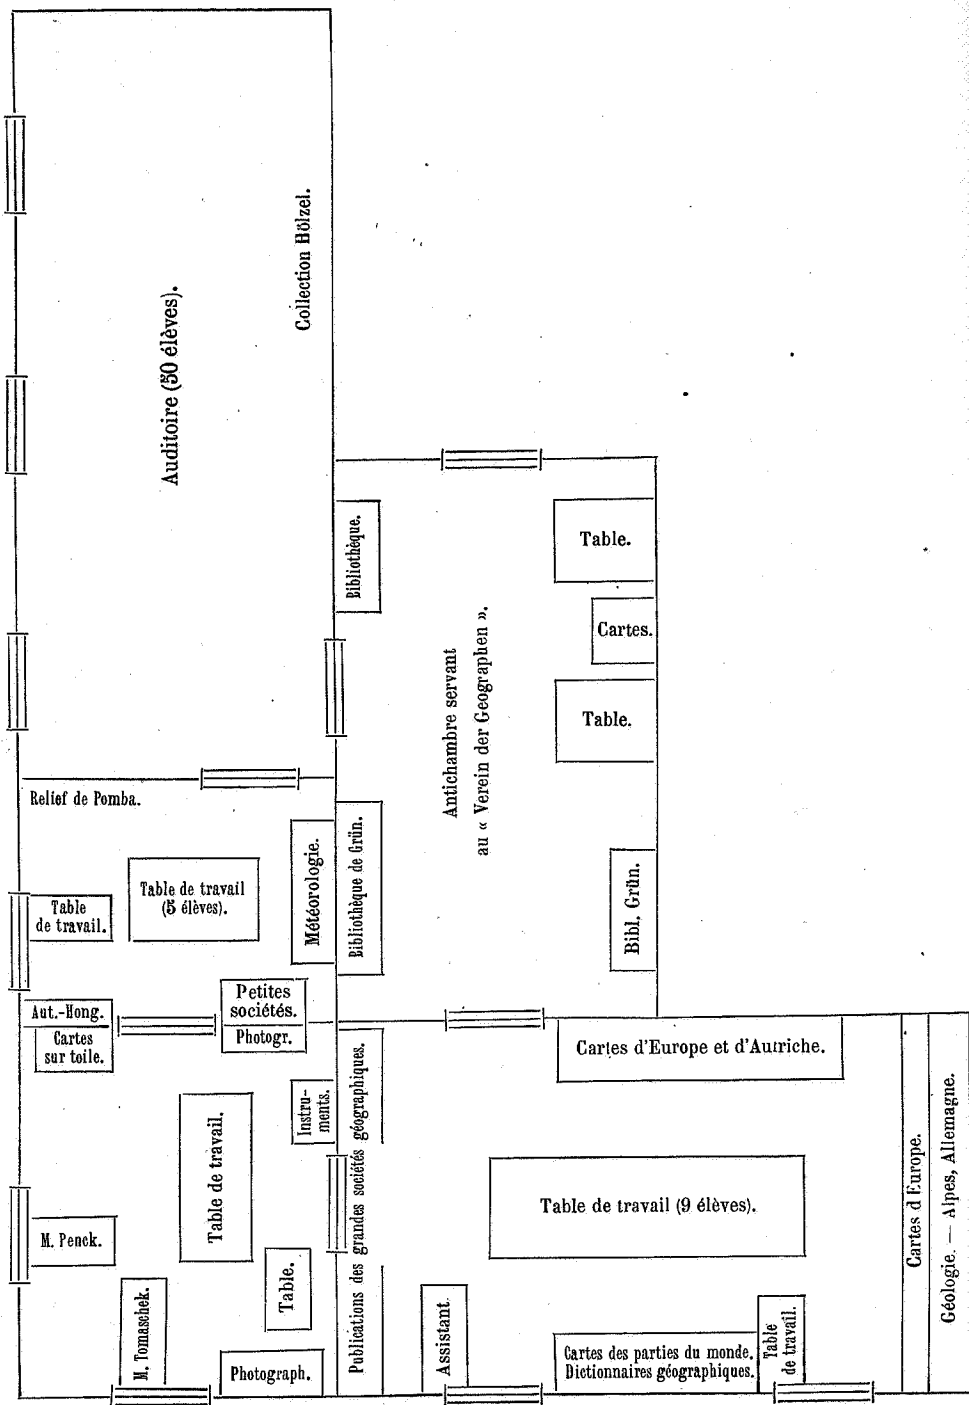 Auditoire (50 élèves).
Collection Hölzel.
Bibliothèque.
Table.
Cartes.
Antichambre servant
au « Verein der Geographen ».
Table.
Relief de Pomba.
Table de travail
(5 élèves).
Table
de travail.
Météorologie.
Bibliothèque de Grün.
Bibl. Grün.
Aut.-Hong.
Cartes
sur toile.
Petites
sociétés.
Photogr.
Instru-
ments.
Publications des grandes sociétés géographiques.
Cartes d'Europe et d'Autriche.
Table de travail.
Table de travail (9 élèves).
M. Penck.
Table.
M. Tomaschek.
Photograph.
Assistant.
Cartes des parties du monde.
Dictionnaires géographiques.
Table
de travail.
Cartes d'Europe.
Géologie. — Alpes, Allemagne.